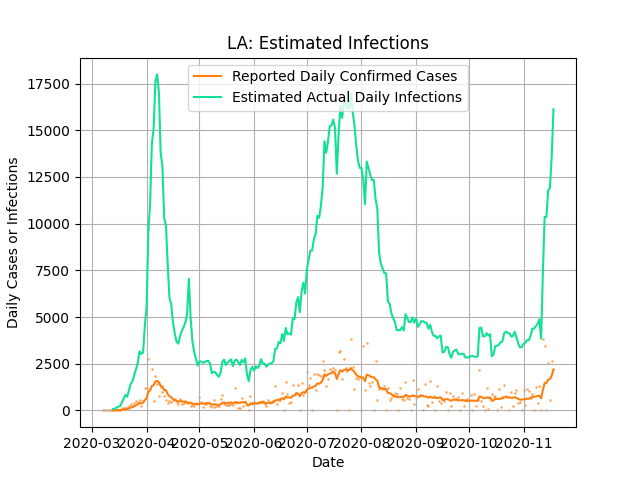 LA: Estimated Infections
Reported Daily Confirmed Cases
Estimated Actual Daily Infections
Daily Cases or Infections
17500
15000
12500
10000
7500
5000
2500
0
2020-03 2020-04 2020-05 2020-06 2020-07 2020-08 2020-09 2020-10 2020-11
Date